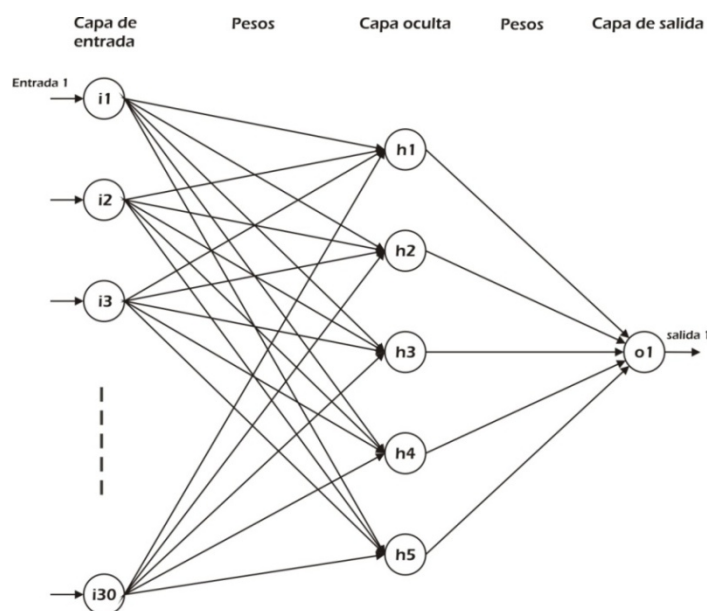 Capa de
entrada
Pesos
Capa oculta
Pesos
Capa de salida
Entrada 1
i1
h1
i2
h2
i3
h3
o1
salida 1
h4
h5
i30